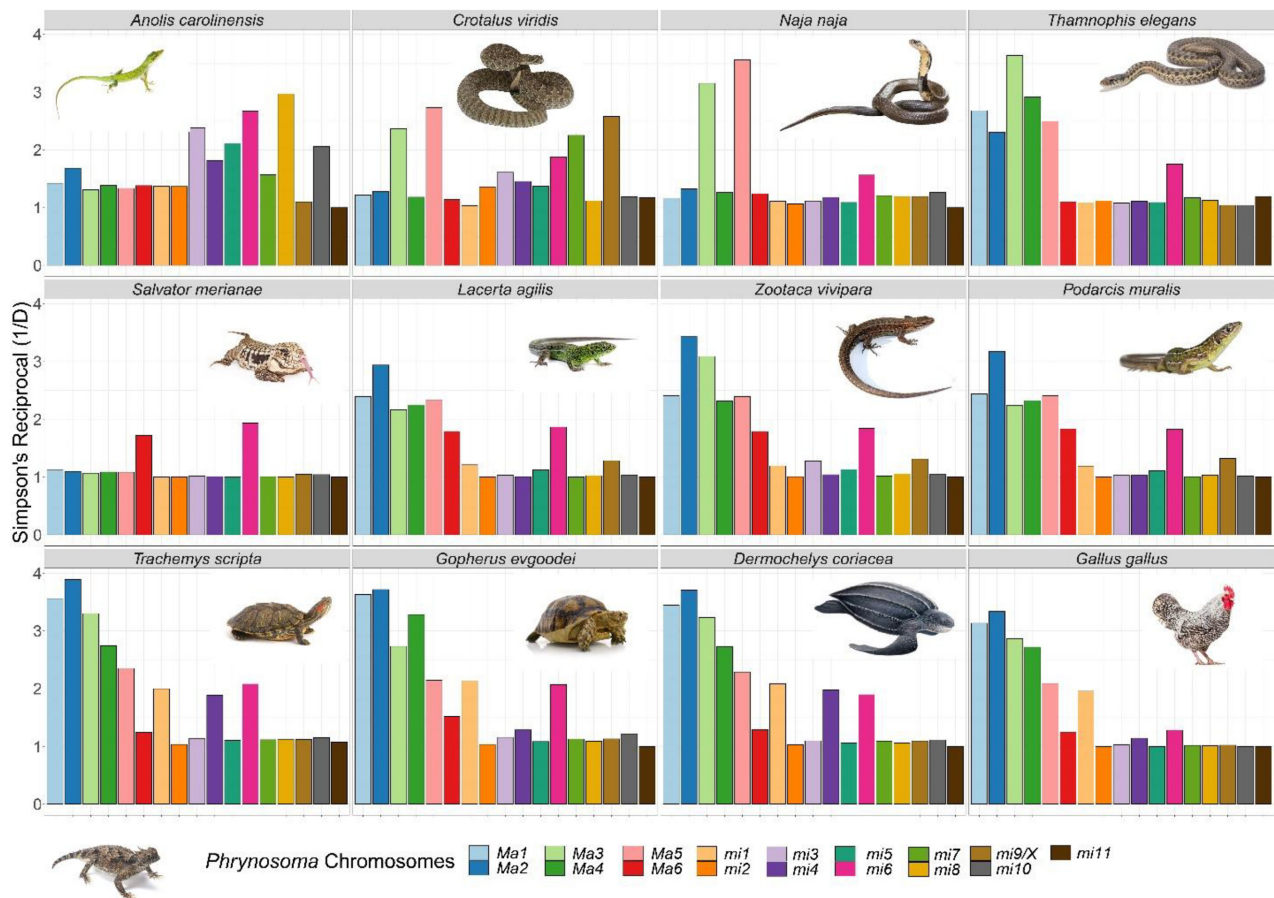 Anolis carolinensis Crotalus viridis Naja naja Thamnophis elegans
4
3
2
1
0
Salvator merianae Lacerta agilis Zootaca vivipara Podarcis muralis
4
3
2
1
0
Trachemys scripta Gopherus evgoodei Dermochelys coriacea Gallus gallus
4
3
2
1
0
Simpson's Reciprocal (1/D)
Phrynosoma Chromosomes
Ma1 Ma3 Ma5 mi1 mi3 mi5 mi7 mi9/X mi11
Ma2 Ma4 Ma6 mi2 mi4 mi6 mi8 mi10